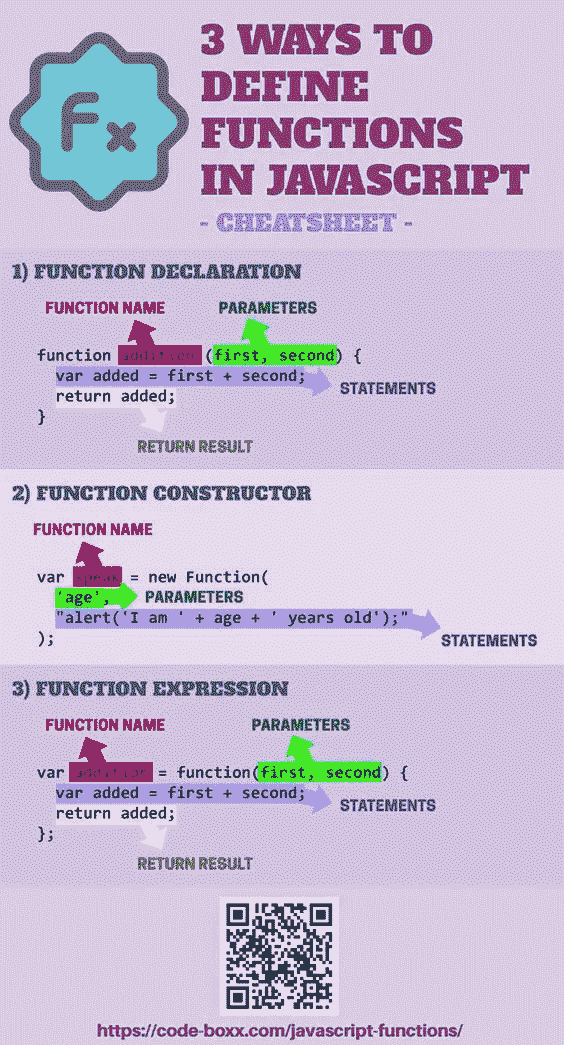 Fx
3 WAYS TO
DEFINE
FUNCTIONS
IN JAVASCRIPT
- CHEATSHEET -
1) FUNCTION DECLARATION
FUNCTION NAME PARAMETERS
function addition (first, second) {
var added = first + second;
STATEMENTS
return added;
}
RETURN RESULT
2) FUNCTION CONSTRUCTOR
FUNCTION NAME
var speak = new Function(
'age', PARAMETERS
"alert('I am ' + age + ' years old');"
);
STATEMENTS
3) FUNCTION EXPRESSION
FUNCTION NAME PARAMETERS
var addition = function(first, second) {
var added = first + second;
STATEMENTS
return added;
};
RETURN RESULT
https://code-boxx.com/javascript-functions/